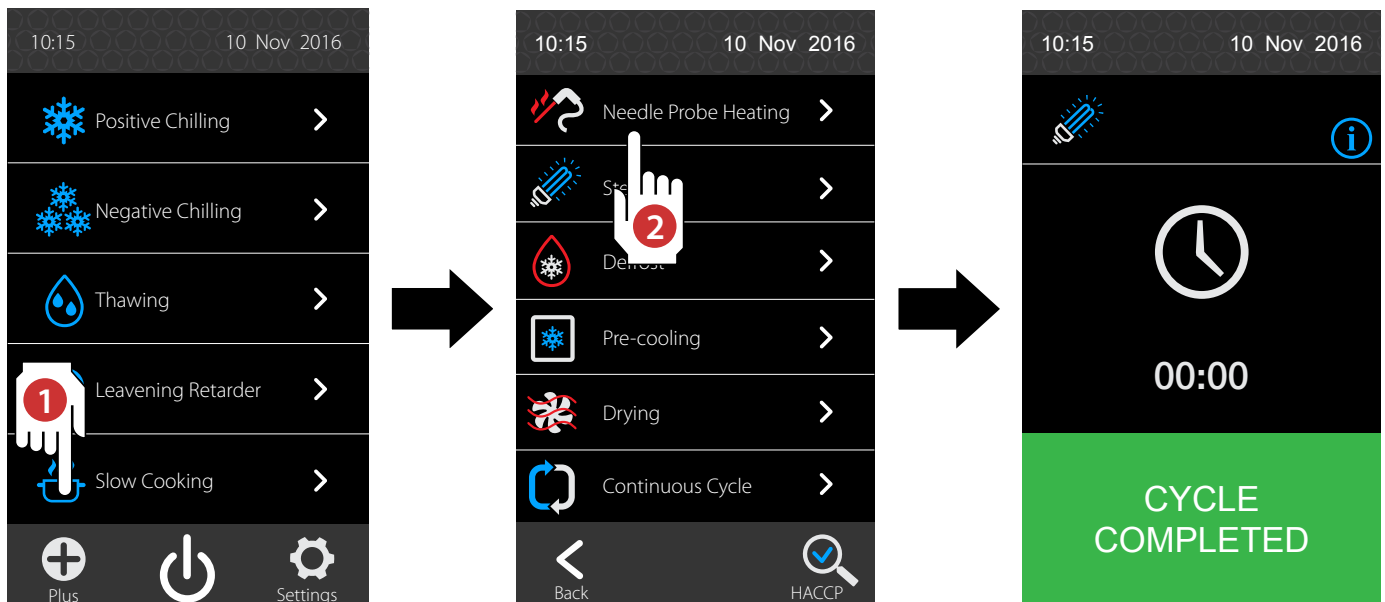 10:15 10 Nov 2016
Positive Chilling
Negative Chilling
Thawing
1
Leavening Retarder
Slow Cooking
Plus
Settings
10:15 10 Nov 2016
Needle Probe Heating
2
Defrost
Pre-cooling
Drying
Continuous Cycle
Back
HACCP
10:15 10 Nov 2016
i
00:00
CYCLE
COMPLETED